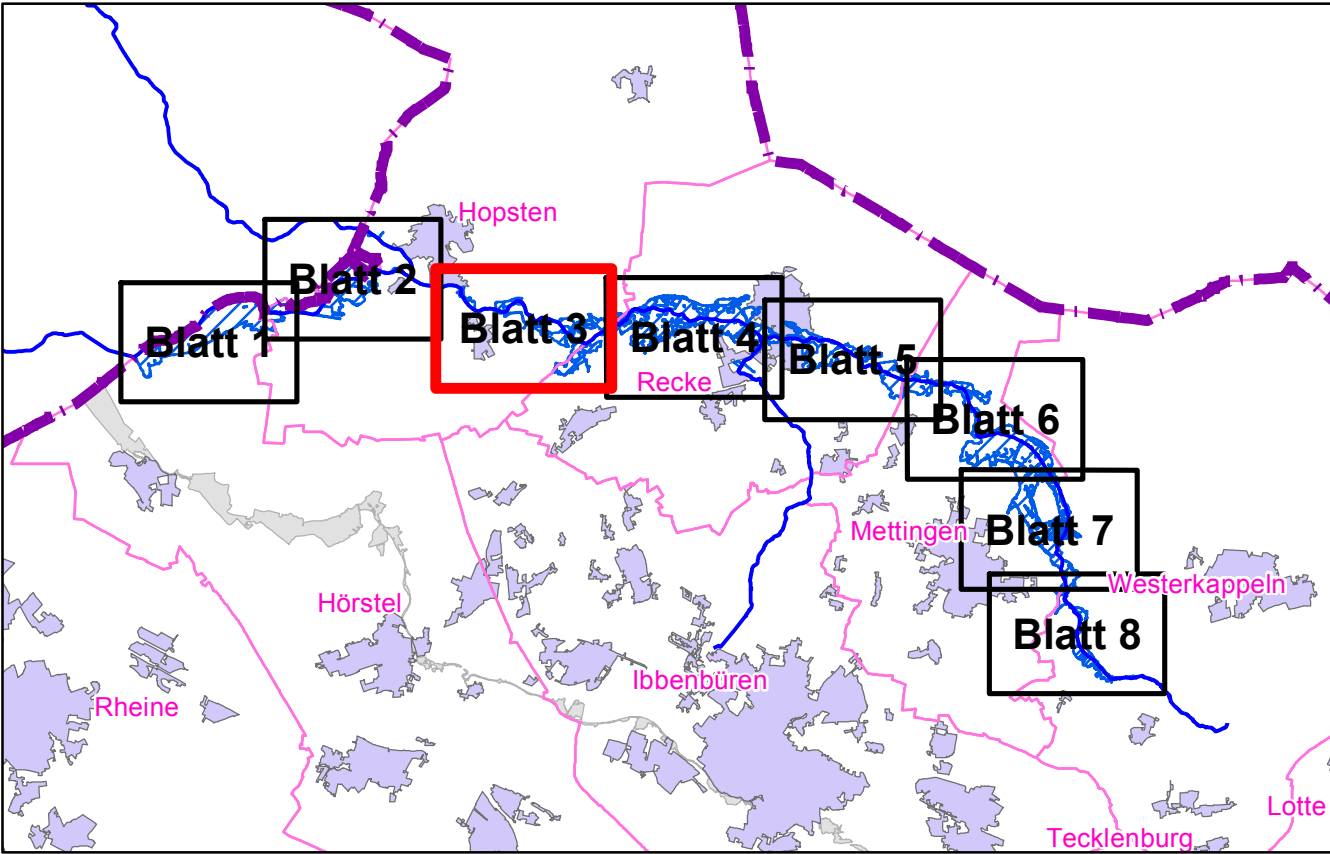 Hopsten
Blatt 2
Blatt 1
Blatt 3
Blatt 4
Blatt 5
Recke
Blatt 6
Mettingen
Blatt 7
Westerkappeln
Hörstel
Blatt 8
Ibbenbüren
Rheine
Lotte
Tecklenburg